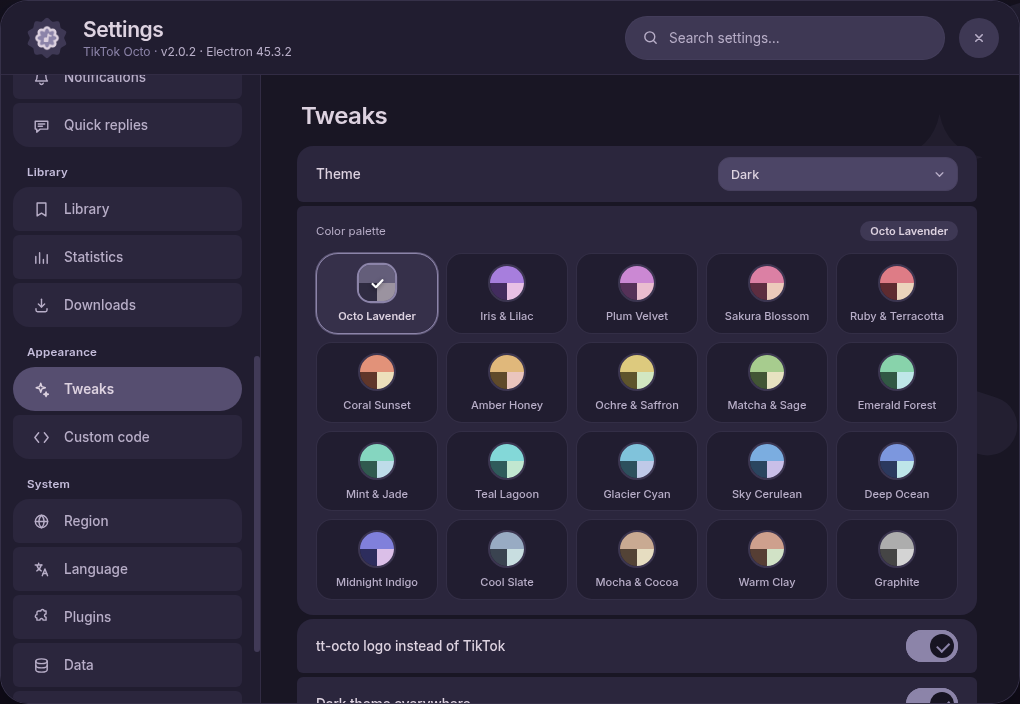 Settings
TikTok Octo · v2.0.2 · Electron 45.3.2
Search settings...
Notifications
Quick replies
Library
Library
Statistics
Downloads
Appearance
Tweaks
Custom code
System
Region
Language
Plugins
Data
Tweaks
Theme
Dark
Color palette
Octo Lavender
Octo Lavender
Iris & Lilac
Plum Velvet
Sakura Blossom
Ruby & Terracotta
Coral Sunset
Amber Honey
Ochre & Saffron
Matcha & Sage
Emerald Forest
Mint & Jade
Teal Lagoon
Glacier Cyan
Sky Cerulean
Deep Ocean
Midnight Indigo
Cool Slate
Mocha & Cocoa
Warm Clay
Graphite
tt-octo logo instead of TikTok
Dark theme everywhere